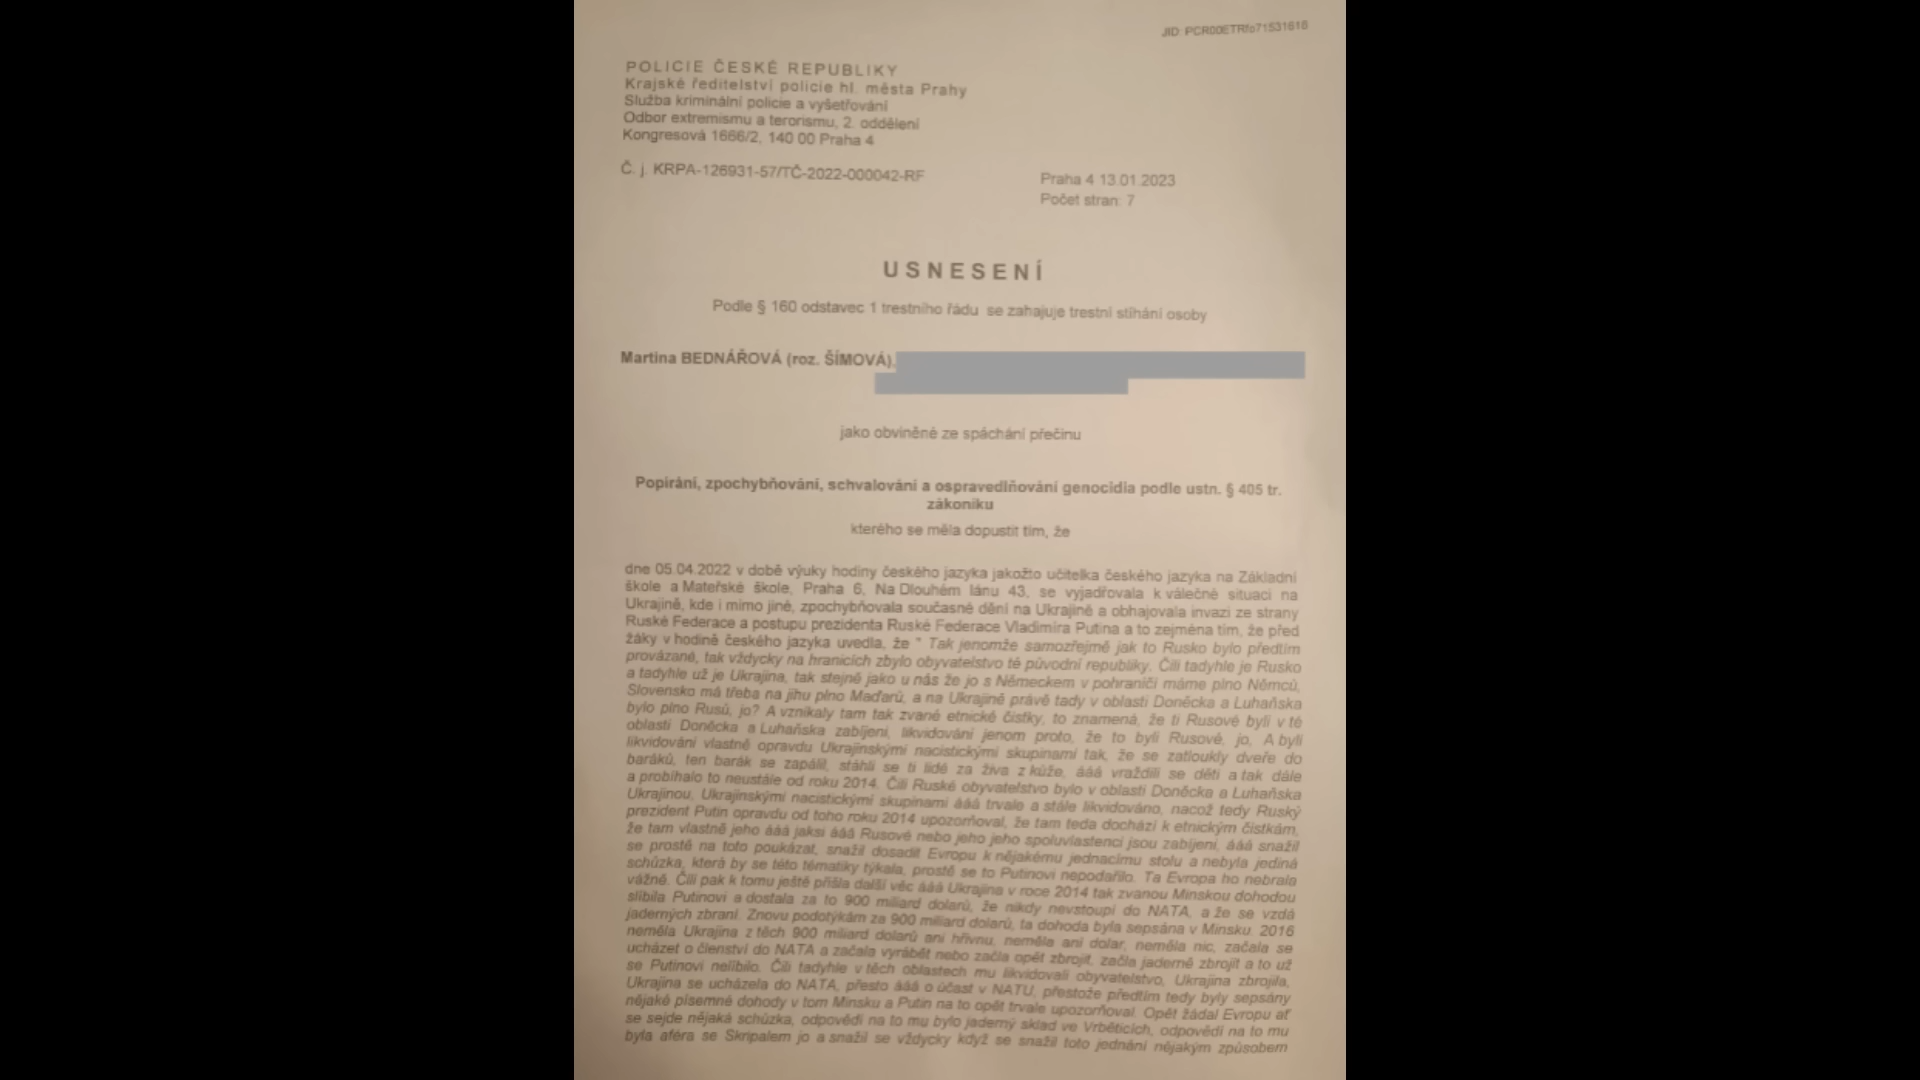 JID: PCR00ETRfo71531616
POLICIE ČESKÉ REPUBLIKY
Krajské ředitelství policie hl. města Prahy
Služba kriminální policie a vyšetřování
Odbor extremismu a terorismu, 2. oddělení
Kongresová 1666/2, 140 00 Praha 4
Č. j. KRPA-126931-57/TČ-2022-000042-RF
Praha 4 13.01.2023
Počet stran: 7
USNESENÍ
Podle § 160 odstavec 1 trestního řádu se zahajuje trestní stíhání osoby
Martina BEDNÁŘOVÁ (roz. ŠÍMOVÁ),
jako obviněné ze spáchání přečinu
Popírání, zpochybňování, schvalování a ospravedlňování genocidia podle ustn. § 405 tr.
zákoníku
kterého se měla dopustit tím, že
dne 05.04.2022 v době výuky hodiny českého jazyka jakožto učitelka českého jazyka na Základní
škole a Mateřské škole, Praha 6, Na Dlouhém lánu 43, se vyjadřovala k válečné situaci na
Ukrajině, kde i mimo jiné, zpochybňovala současné dění na Ukrajině a obhajovala invazi ze strany
Ruské Federace a postupu prezidenta Ruské Federace Vladimíra Putina a to zejména tím, že před
žáky v hodině českého jazyka uvedla, že " Tak jenomže samozřejmě jak to Rusko bylo předtím
provázané, tak vždycky na hranicích zbylo obyvatelstvo té původní republiky. Čili tadyhle je Rusko
a tadyhle už je Ukrajina, tak stejně jako u nás že jo s Německem v pohraničí máme plno Němců,
Slovensko má třeba na jihu plno Maďarů, a na Ukrajině právě tady v oblasti Doněcka a Luhaňska
bylo plno Rusů, jo? A vznikaly tam tak zvané etnické čistky, to znamená, že ti Rusové byli v té
oblasti Doněcka a Luhaňska zabíjeni, likvidováni jenom proto, že to byli Rusové, jo, A byli
likvidováni vlastně opravdu Ukrajinskými nacistickými skupinami tak, že se zatloukly dveře do
baráků, ten barák se zapálil, stáhli se ti lidé za živa z kůže, ááá vraždili se děti a tak dále
a probíhalo to neustále od roku 2014. Čili Ruské obyvatelstvo bylo v oblasti Doněcka a Luhaňska
Ukrajinou, Ukrajinskými nacistickými skupinami ááá trvale a stále likvidováno, nacož tedy Ruský
prezident Putin opravdu od toho roku 2014 upozorňoval, že tam teda dochází k etnickým čistkám,
že tam vlastně jeho ááá jaksi ááá Rusové nebo jeho jeho spoluvlastenci jsou zabíjeni, ááá snažil
se prostě na toto poukázat, snažil dosadit Evropu k nějakému jednacímu stolu a nebyla jediná
schůzka, která by se této tématiky týkala, prostě se to Putinovi nepodařilo. Ta Evropa ho nebrala
vážně. Čili pak k tomu ještě přišla další věc ááá Ukrajina v roce 2014 tak zvanou Minskou dohodou
slíbila Putinovi a dostala za to 900 miliard dolarů, že nikdy nevstoupí do NATA, a že se vzdá
jaderných zbraní. Znovu podotýkám za 900 miliard dolarů, ta dohoda byla sepsána v Minsku. 2016
neměla Ukrajina z těch 900 miliard dolarů ani hřivnu, neměla ani dolar, neměla nic, začala se
ucházet o členství do NATA a začala vyrábět nebo začla opět zbrojit, začla jaderně zbrojit a to už
se Putinovi nelíbilo. Čili tadyhle v těch oblastech mu likvidovali obyvatelstvo, Ukrajina zbrojila,
Ukrajina se ucházela do NATA, přesto ááá o účast v NATU, přestože předtím tedy byly sepsány
nějaké písemné dohody v tom Minsku a Putin na to opět trvale upozorňoval. Opět žádal Evropu ať
se sejde nějaká schůzka, odpovědí na to mu bylo jaderný sklad ve Vrběticích, odpovědí na to mu
byla aféra se Skripalem jo a snažil se vždycky když se snažil toto jednání nějakým způsobem